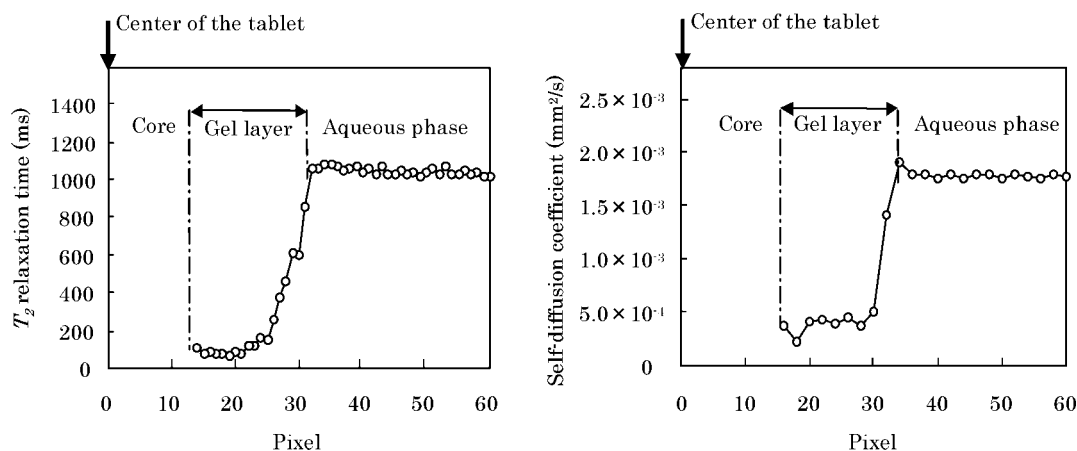 Center of the tablet
1400
1200
1000
800
600
400
200
0
T2 relaxation time (ms)
Core
Gel layer
Aqueous phase
0 10 20 30 40 50 60
Pixel
Center of the tablet
2.5 × 10-3
2.0 × 10-3
1.5 × 10-3
1.0 × 10-3
5.0 × 10-4
0
Self-diffusion coefficient (mm2/s)
Core
Gel layer
Aqueous phase
0 10 20 30 40 50 60
Pixel